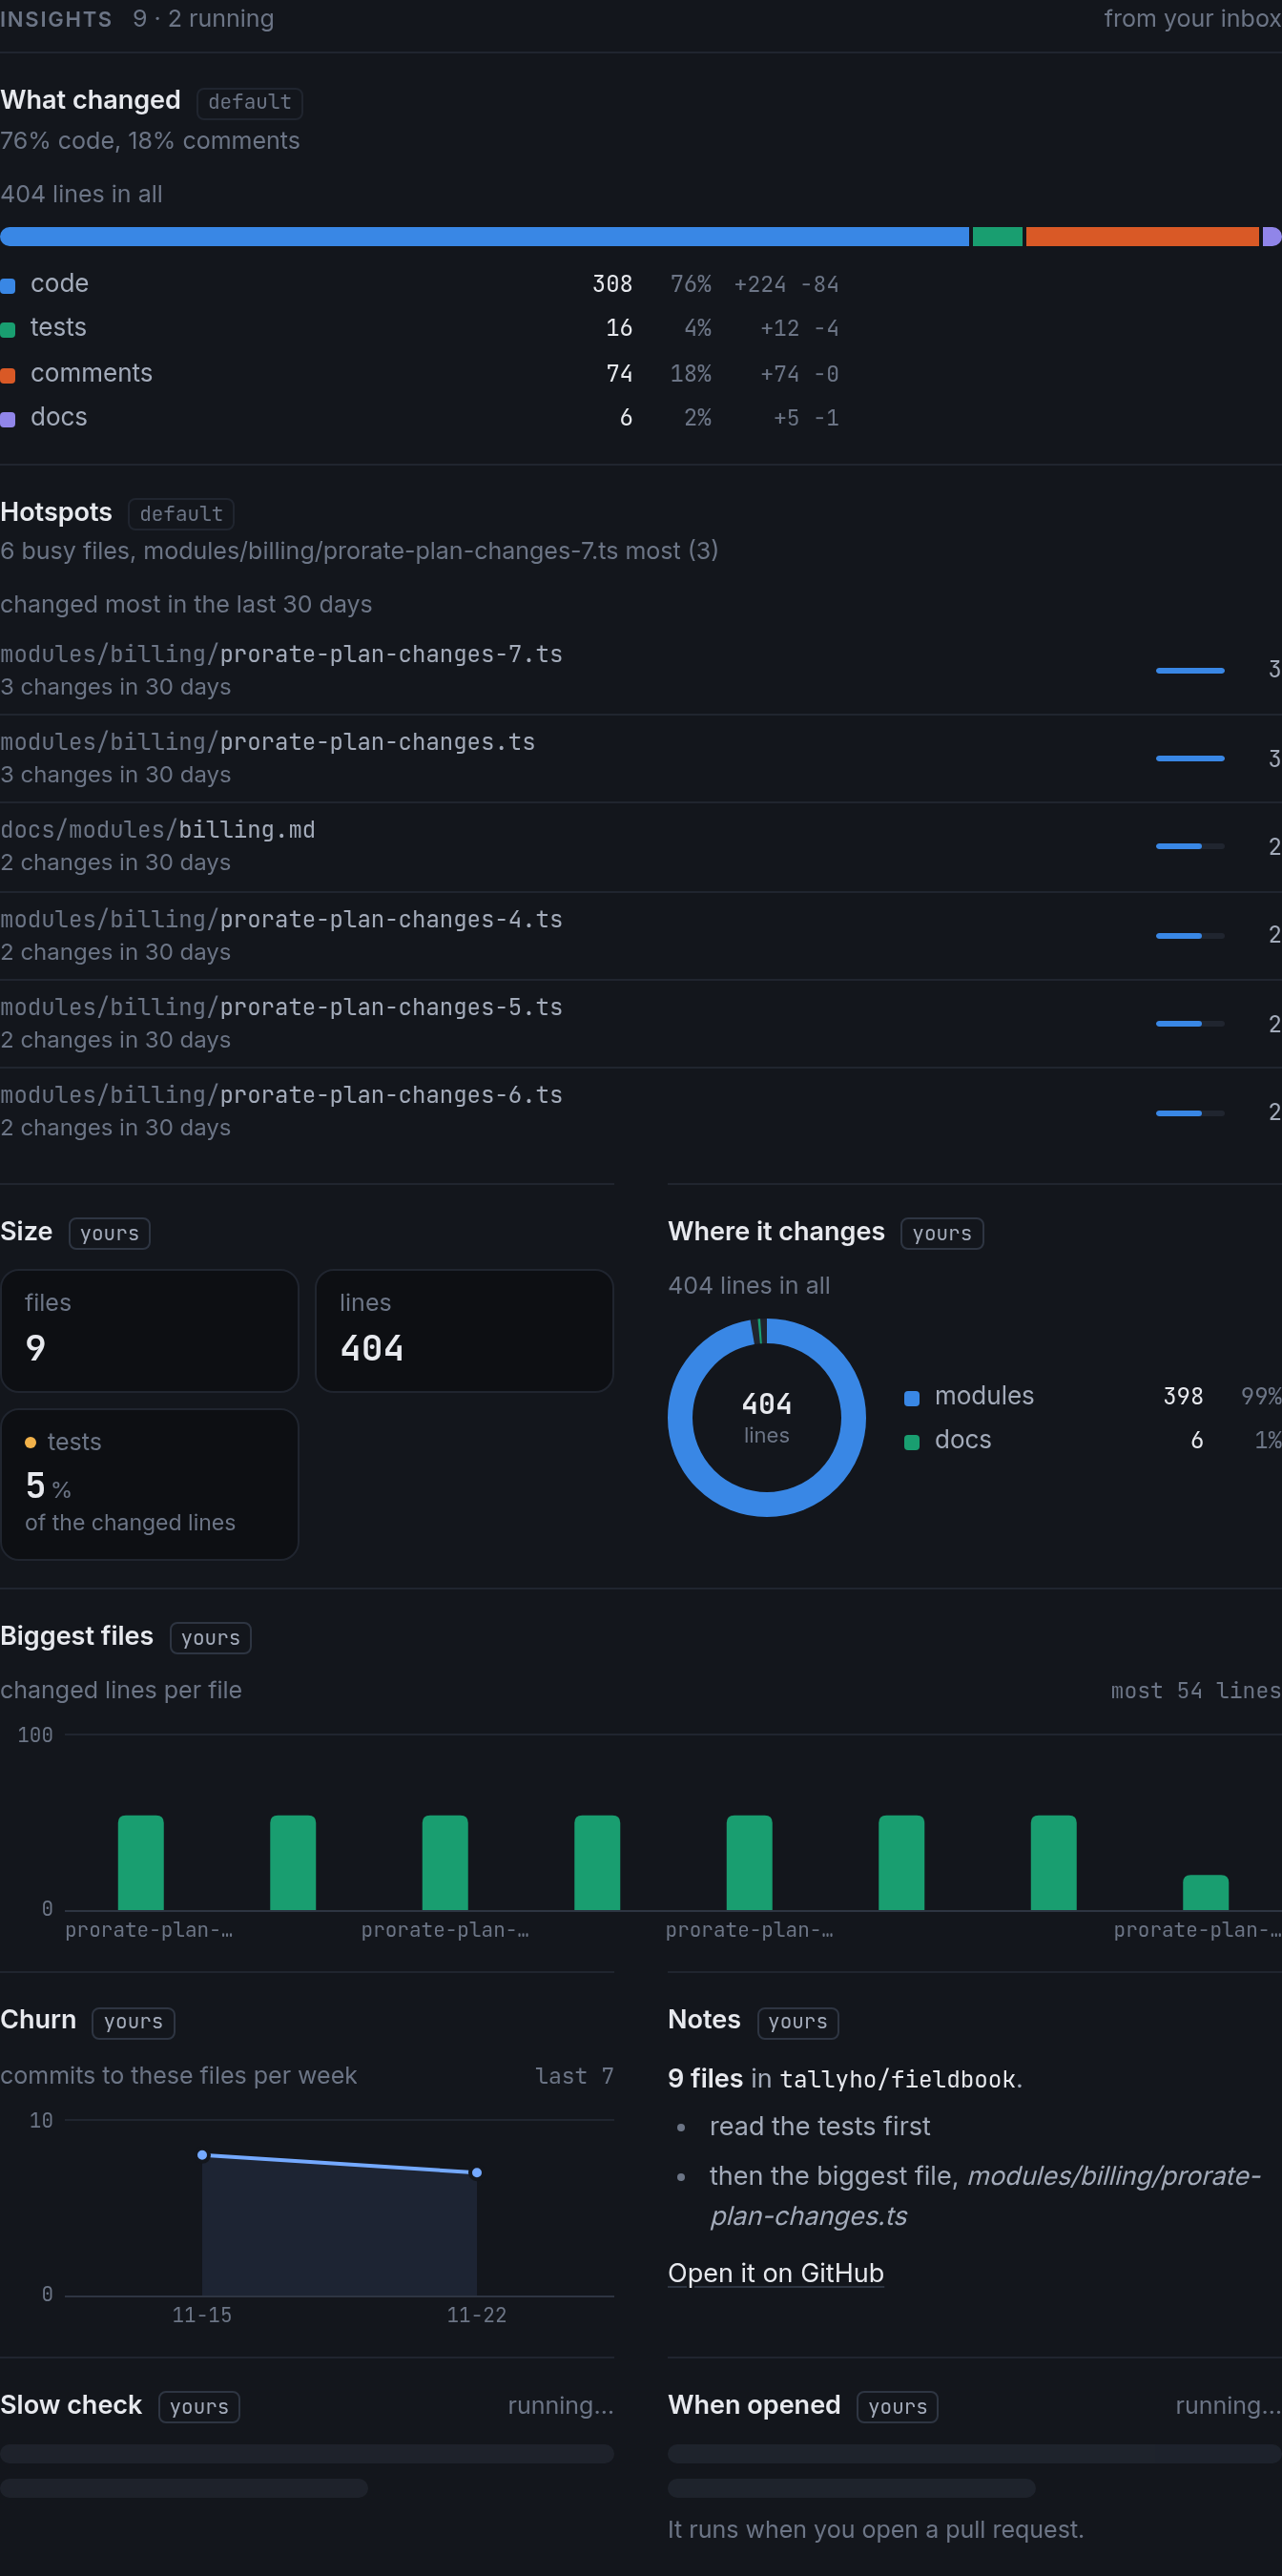 INSIGHTS 9 · 2 running from your inbox
What changed default
76% code, 18% comments
404 lines in all
code 308 76% +224 -84
tests 16 4% +12 -4
comments 74 18% +74 -0
docs 6 2% +5 -1
Hotspots default
6 busy files, modules/billing/prorate-plan-changes-7.ts most (3)
changed most in the last 30 days
modules/billing/prorate-plan-changes-7.ts 3
3 changes in 30 days
modules/billing/prorate-plan-changes.ts 3
3 changes in 30 days
docs/modules/billing.md 2
2 changes in 30 days
modules/billing/prorate-plan-changes-4.ts 2
2 changes in 30 days
modules/billing/prorate-plan-changes-5.ts 2
2 changes in 30 days
modules/billing/prorate-plan-changes-6.ts 2
2 changes in 30 days
Size yours
files
9
lines
404
tests
5 %
of the changed lines
Where it changes yours
404 lines in all
404
lines
modules 398 99%
docs 6 1%
Biggest files yours
changed lines per file most 54 lines
100
0
prorate-plan-… prorate-plan-… prorate-plan-… prorate-plan-…
Churn yours
commits to these files per week last 7
10
0
11-15 11-22
Notes yours
9 files in tallyho/fieldbook.
• read the tests first
• then the biggest file, modules/billing/prorate-
plan-changes.ts
Open it on GitHub
Slow check yours running…
When opened yours running…
It runs when you open a pull request.